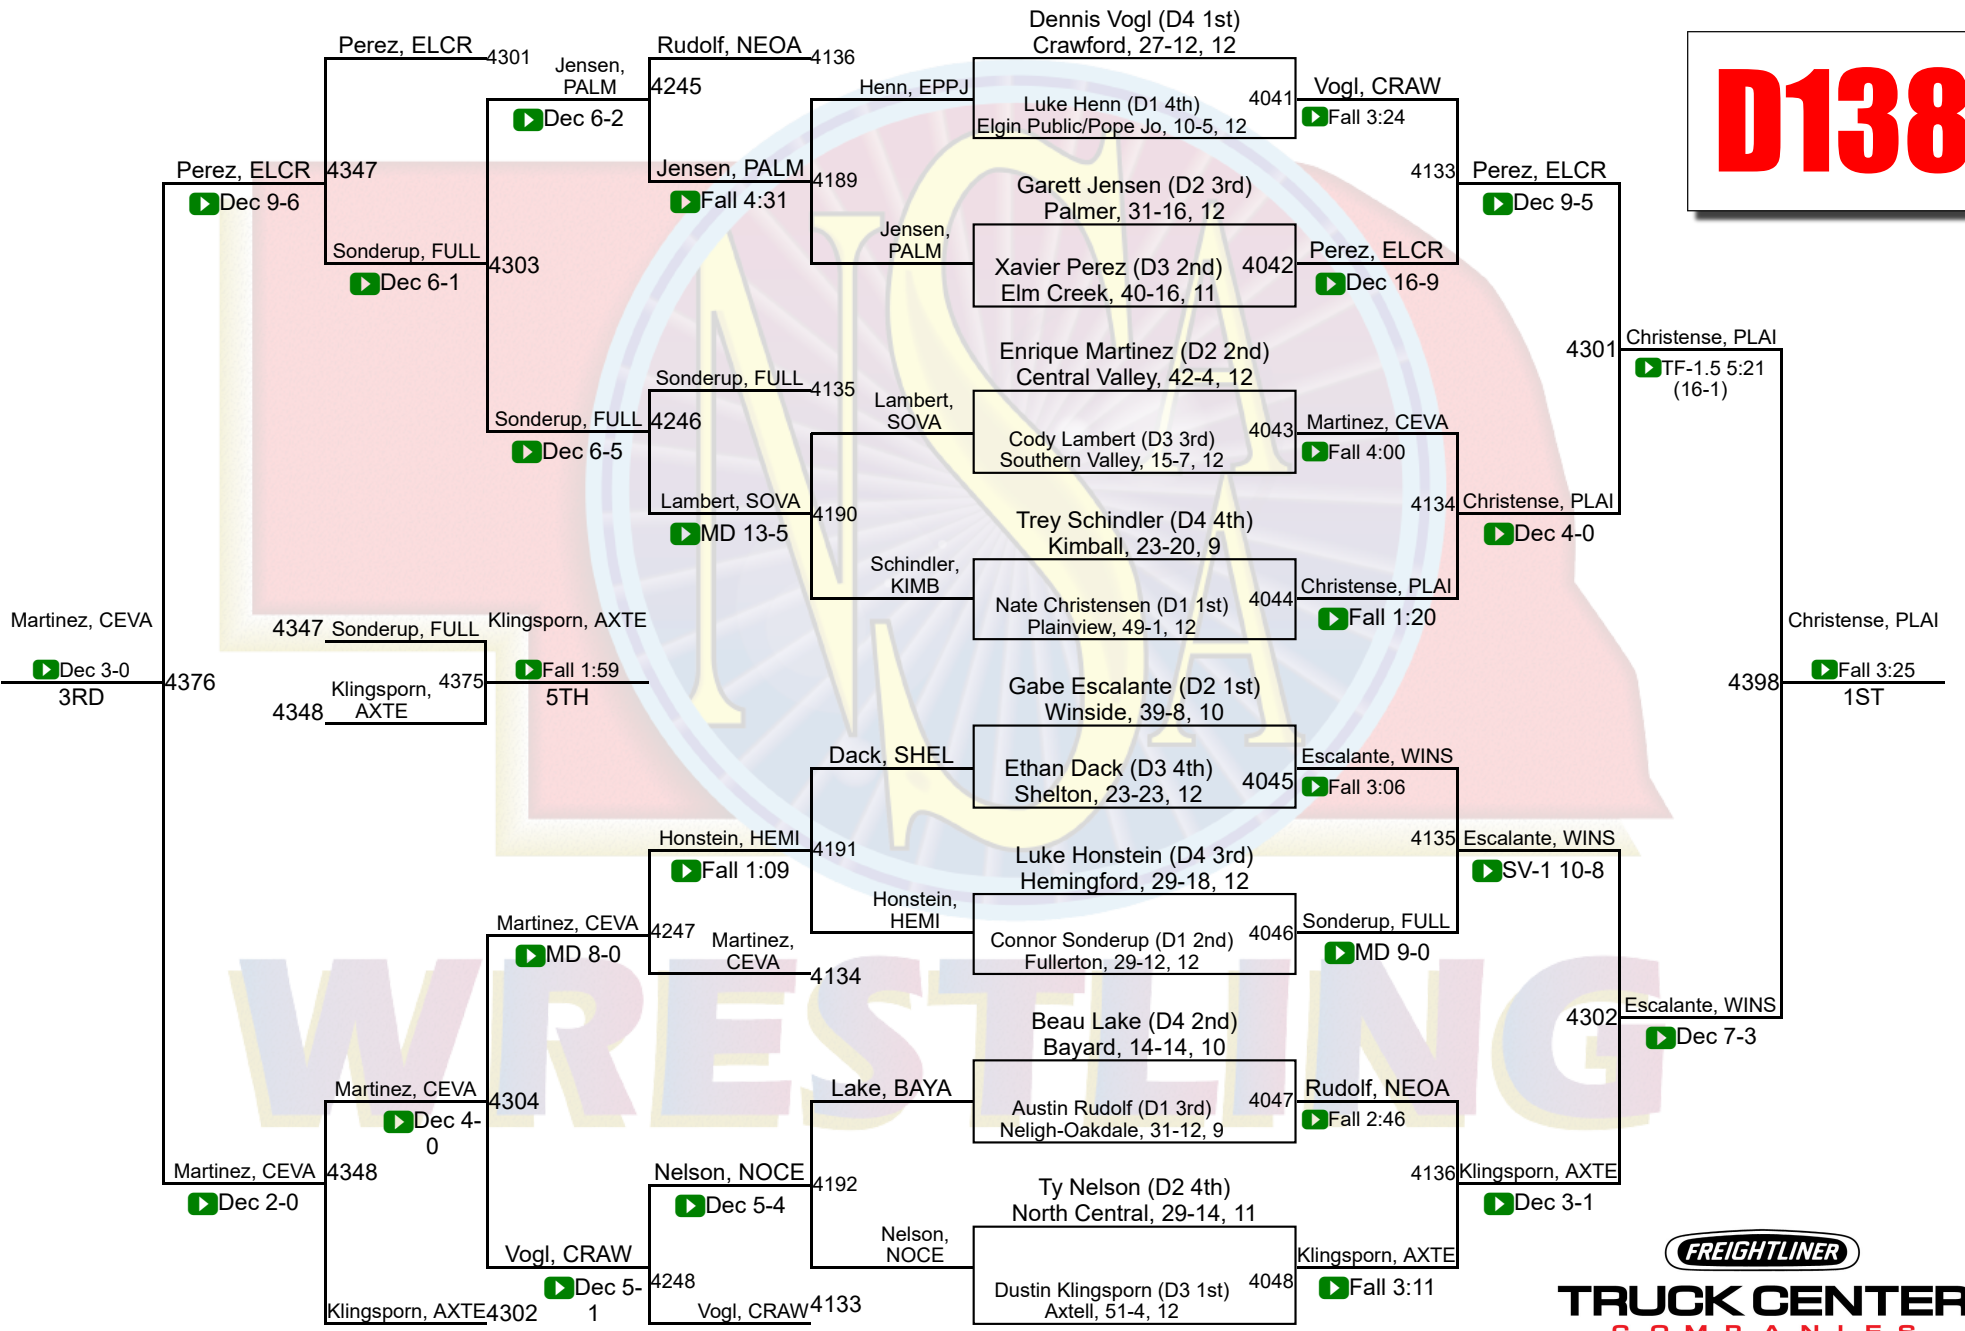 D138
Dennis Vogl (D4 1st)
Crawford, 27-12, 12
Luke Henn (D1 4th)
Elgin Public/Pope Jo, 10-5, 12
4041
Garett Jensen (D2 3rd)
Palmer, 31-16, 12
Xavier Perez (D3 2nd)
Elm Creek, 40-16, 11
4042
Enrique Martinez (D2 2nd)
Central Valley, 42-4, 12
Cody Lambert (D3 3rd)
Southern Valley, 15-7, 12
4043
Trey Schindler (D4 4th)
Kimball, 23-20, 9
Nate Christensen (D1 1st)
Plainview, 49-1, 12
4044
Gabe Escalante (D2 1st)
Winside, 39-8, 10
Ethan Dack (D3 4th)
Shelton, 23-23, 12
4045
Luke Honstein (D4 3rd)
Hemingford, 29-18, 12
Connor Sonderup (D1 2nd)
Fullerton, 29-12, 12
4046
Beau Lake (D4 2nd)
Bayard, 14-14, 10
Austin Rudolf (D1 3rd)
Neligh-Oakdale, 31-12, 9
4047
Ty Nelson (D2 4th)
North Central, 29-14, 11
Dustin Klingsporn (D3 1st)
Axtell, 51-4, 12
4048
Vogl, CRAW
Fall 3:24
4133
Perez, ELCR
Dec 16-9
Martinez, CEVA
Fall 4:00
4134
Christense, PLAI
Fall 1:20
Escalante, WINS
Fall 3:06
4135
Sonderup, FULL
MD 9-0
Rudolf, NEOA
Fall 2:46
4136
Klingsporn, AXTE
Fall 3:11
Perez, ELCR
Dec 9-5
4301
Christense, PLAI
Dec 4-0
Escalante, WINS
SV-1 10-8
4302
Klingsporn, AXTE
Dec 3-1
Christense, PLAI
TF-1.5 5:21
(16-1)
4398
Escalante, WINS
Dec 7-3
Christense, PLAI
Fall 3:25
1ST
Henn, EPPJ
4189
Jensen,
PALM
Lambert,
SOVA
4190
Schindler,
KIMB
Dack, SHEL
4191
Honstein,
HEMI
Lake, BAYA
4192
Nelson,
NOCE
Rudolf, NEOA
4136
4245
Jensen, PALM
Fall 4:31
Sonderup, FULL
4135
4246
Lambert, SOVA
MD 13-5
Honstein, HEMI
Fall 1:09
4247
Martinez,
CEVA
4134
Nelson, NOCE
Dec 5-4
4248
Vogl, CRAW
4133
Jensen,
PALM
Dec 6-2
4303
Sonderup, FULL
Dec 6-5
Martinez, CEVA
MD 8-0
4304
Vogl, CRAW
Dec 5-
1
Perez, ELCR
4301
4347
Sonderup, FULL
Dec 6-1
Martinez, CEVA
Dec 4-
0
4348
Klingsporn, AXTE
4302
Perez, ELCR
Dec 9-6
4376
Martinez, CEVA
Dec 2-0
Martinez, CEVA
Dec 3-0
3RD
4347
Sonderup, FULL
4375
4348
Klingsporn,
AXTE
Klingsporn, AXTE
Fall 1:59
5TH
NSAA
WRESTLING
FREIGHTLINER
TRUCK CENTER
COMPANIES